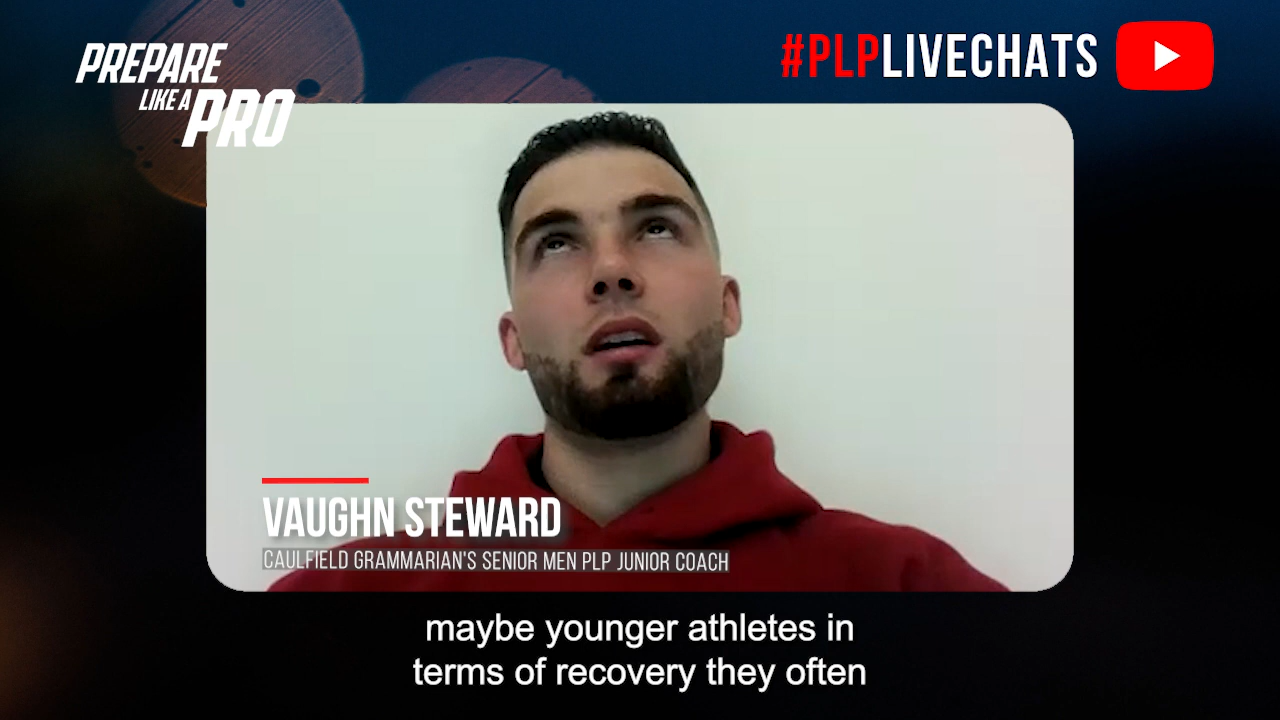 PREPARE
LIKE A
PRO
#PLPLIVECHATS
VAUGHN STEWARD
CAULFIELD GRAMMARIAN'S SENIOR MEN PLP JUNIOR COACH
maybe younger athletes in
terms of recovery they often